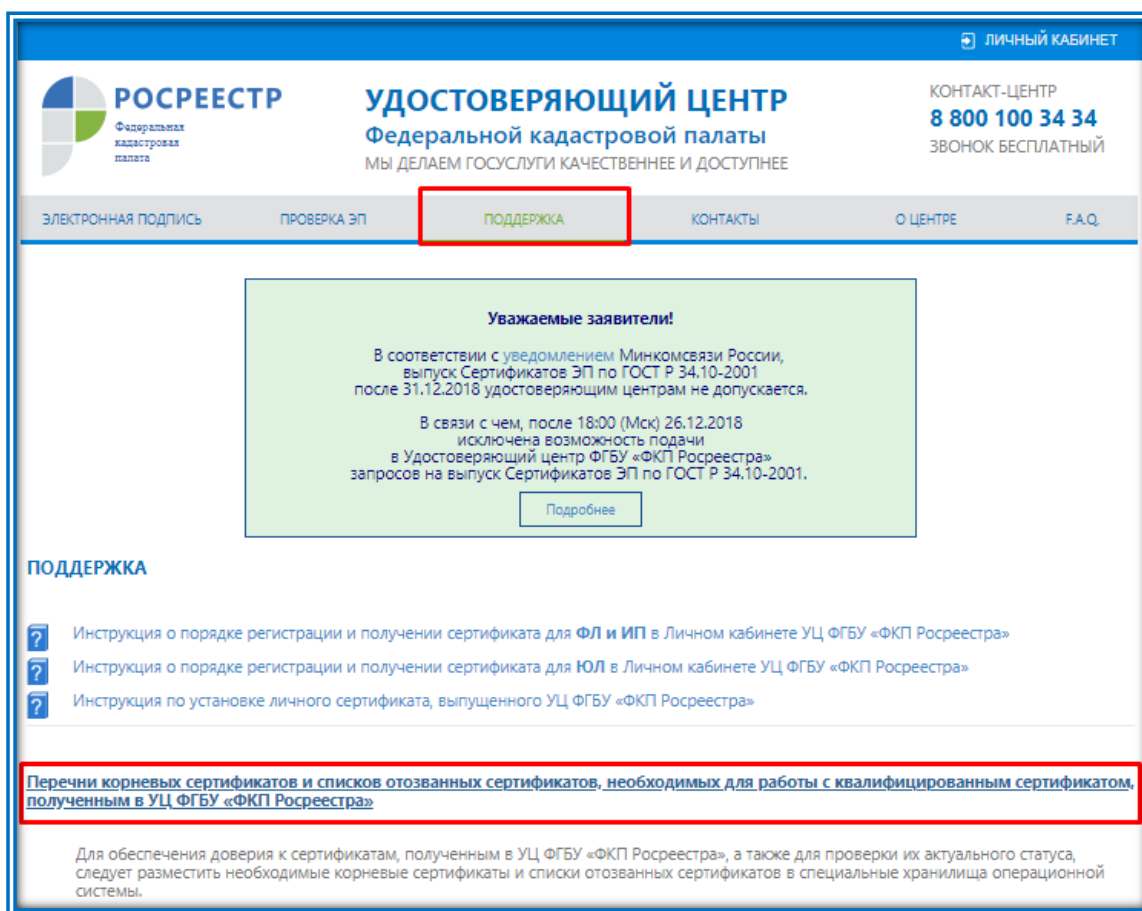 ЛИЧНЫЙ КАБИНЕТ
РОСРЕЕСТР
Федеральная
кадастровая
палата
УДОСТОВЕРЯЮЩИЙ ЦЕНТР
Федеральной кадастровой палаты
МЫ ДЕЛАЕМ ГОСУСЛУГИ КАЧЕСТВЕННЕЕ И ДОСТУПНЕЕ
КОНТАКТ-ЦЕНТР
8 800 100 34 34
ЗВОНОК БЕСПЛАТНЫЙ
ЭЛЕКТРОННАЯ ПОДПИСЬ ПРОВЕРКА ЭП ПОДДЕРЖКА КОНТАКТЫ О ЦЕНТРЕ F.A.Q.
Уважаемые заявители!
В соответствии с уведомлением Минкомсвязи России,
выпуск Сертификатов ЭП по ГОСТ Р 34.10-2001
после 31.12.2018 удостоверяющим центрам не допускается.
В связи с чем, после 18:00 (Мск) 26.12.2018
исключена возможность подачи
в Удостоверяющий центр ФГБУ «ФКП Росреестра»
запросов на выпуск Сертификатов ЭП по ГОСТ Р 34.10-2001.
Подробнее
ПОДДЕРЖКА
Инструкция о порядке регистрации и получении сертификата для ФЛ и ИП в Личном кабинете УЦ ФГБУ «ФКП Росреестра»
Инструкция о порядке регистрации и получении сертификата для ЮЛ в Личном кабинете УЦ ФГБУ «ФКП Росреестра»
Инструкция по установке личного сертификата, выпущенного УЦ ФГБУ «ФКП Росреестра»
Перечни корневых сертификатов и списков отозванных сертификатов, необходимых для работы с квалифицированным сертификатом,
полученным в УЦ ФГБУ «ФКП Росреестра»
Для обеспечения доверия к сертификатам, полученным в УЦ ФГБУ «ФКП Росреестра», а также для проверки их актуального статуса,
следует разместить необходимые корневые сертификаты и списки отозванных сертификатов в специальные хранилища операционной
системы.